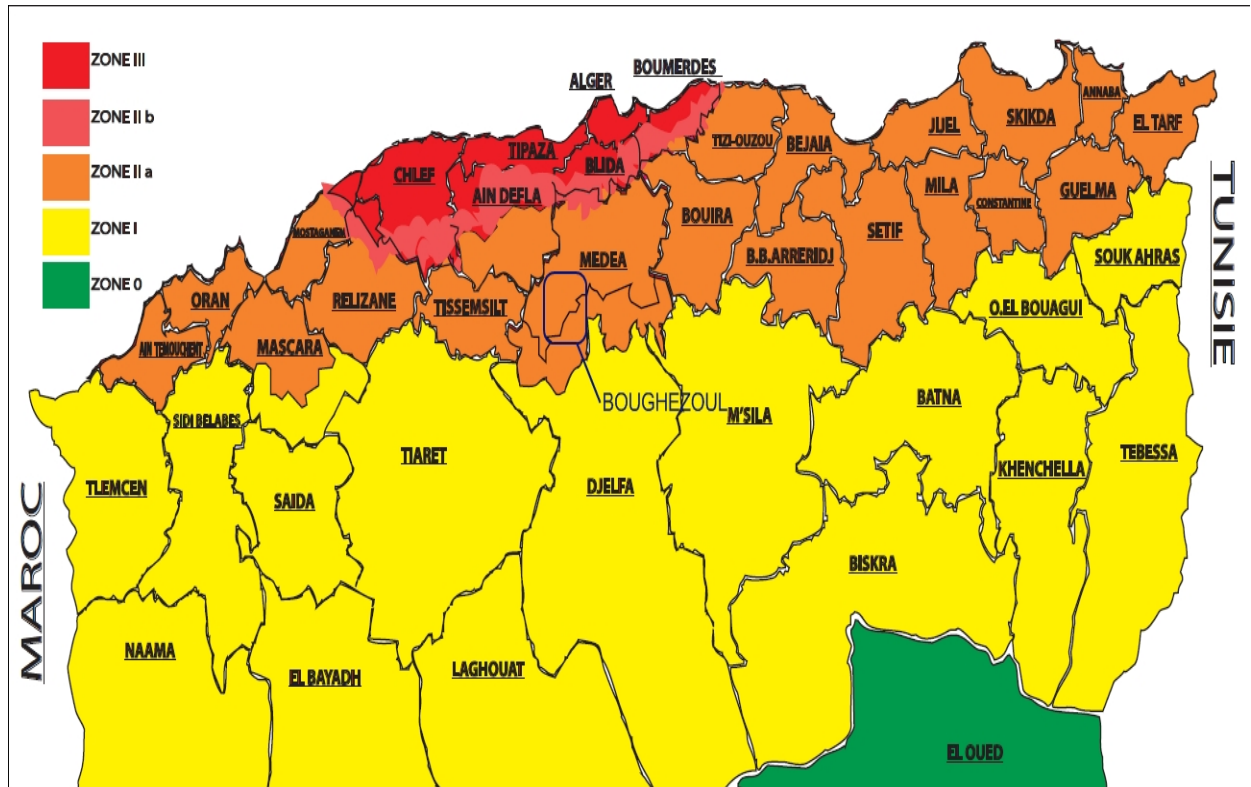 ZONE III
ZONE II b
ZONE II a
ZONE I
ZONE 0
BOUMERDES
ALGER
ANNABA
SKIKDA
EL TARF
JIJEL
TIZI-OUZOU
BEJAIA
TIPAZA
BLIDA
CHLEF
AIN DEFLA
MILA
CONSTANTINE
GUELMA
TUNISIE
BOUIRA
SETIF
MOSTAGANEM
MEDEA
B.B.ARRERIDJ
SOUK AHRAS
ORAN
RELIZANE
TISSEMSILT
O.EL BOUAGUI
AIN TEMOUCHENT
MASCARA
BOUGHEZOUL
SIDI BELABES
M'SILA
BATNA
TIARET
TEBESSA
KHENCHELLA
TLEMCEN
SAIDA
DJELFA
MAROC
BISKRA
NAAMA
EL BAYADH
LAGHOUAT
EL OUED